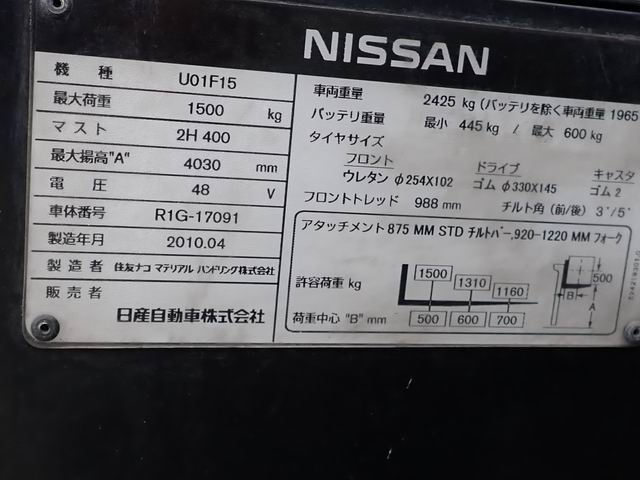 NISSAN
機 種 U01F15
最大荷重 1500 kg
マ ス ト 2H 400
最大揚高"A" 4030 mm
電 圧 48 V
車体番号 R1G-17091
製造年月 2010.04
製 造 者 住友ナコ マテリアル ハンドリング株式会社
販 売 者 日産自動車株式会社
車両重量 2425 kg (バッテリを除く車両重量 1965
バッテリ重量 最小 445 kg / 最大 600 kg
タイヤサイズ
フロント ドライブ キャスタ
ウレタン φ254X102 ゴム φ330X145 ゴム 2
フロントトレッド 988 mm チルト角 (前/後) 3°/5°
アタッチメント 875 MM STD チルトバー,920-1220 MM フォーク
許容荷重 kg 1500 1310 1160
荷重中心 "B" mm 500 600 700
500
B
A